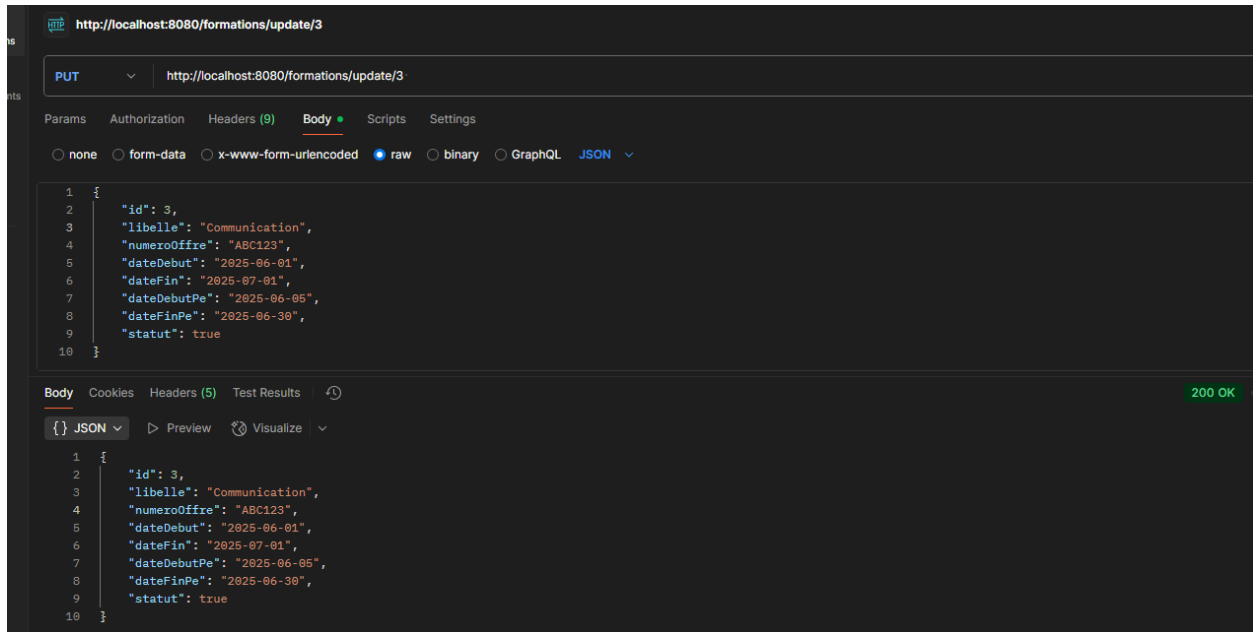 HTTP http://localhost:8080/formations/update/3
ns
PUT http://localhost:8080/formations/update/3
nts
Params Authorization Headers (9) Body Scripts Settings
none form-data x-www-form-urlencoded raw binary GraphQL JSON
1 {
2 "id": 3,
3 "libelle": "Communication",
4 "numeroOffre": "ABC123",
5 "dateDebut": "2025-06-01",
6 "dateFin": "2025-07-01",
7 "dateDebutPe": "2025-06-05",
8 "dateFinPe": "2025-06-30",
9 "statut": true
10 }
Body Cookies Headers (5) Test Results 200 OK
{} JSON Preview Visualize
1 {
2 "id": 3,
3 "libelle": "Communication",
4 "numeroOffre": "ABC123",
5 "dateDebut": "2025-06-01",
6 "dateFin": "2025-07-01",
7 "dateDebutPe": "2025-06-05",
8 "dateFinPe": "2025-06-30",
9 "statut": true
10 }